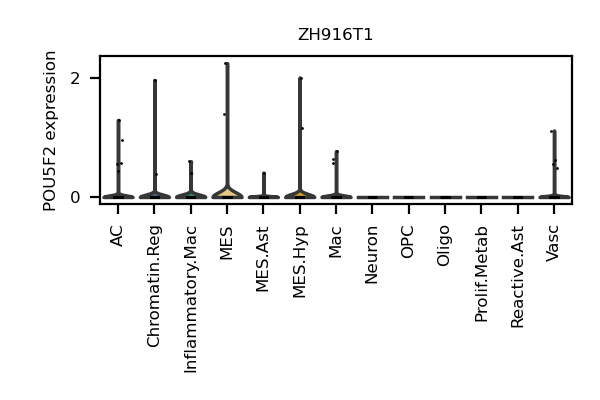 ZH916T1
POU5F2 expression
2
0
AC
Chromatin.Reg
Inflammatory.Mac
MES
MES.Ast
MES.Hyp
Mac
Neuron
OPC
Oligo
Prolif.Metab
Reactive.Ast
Vasc